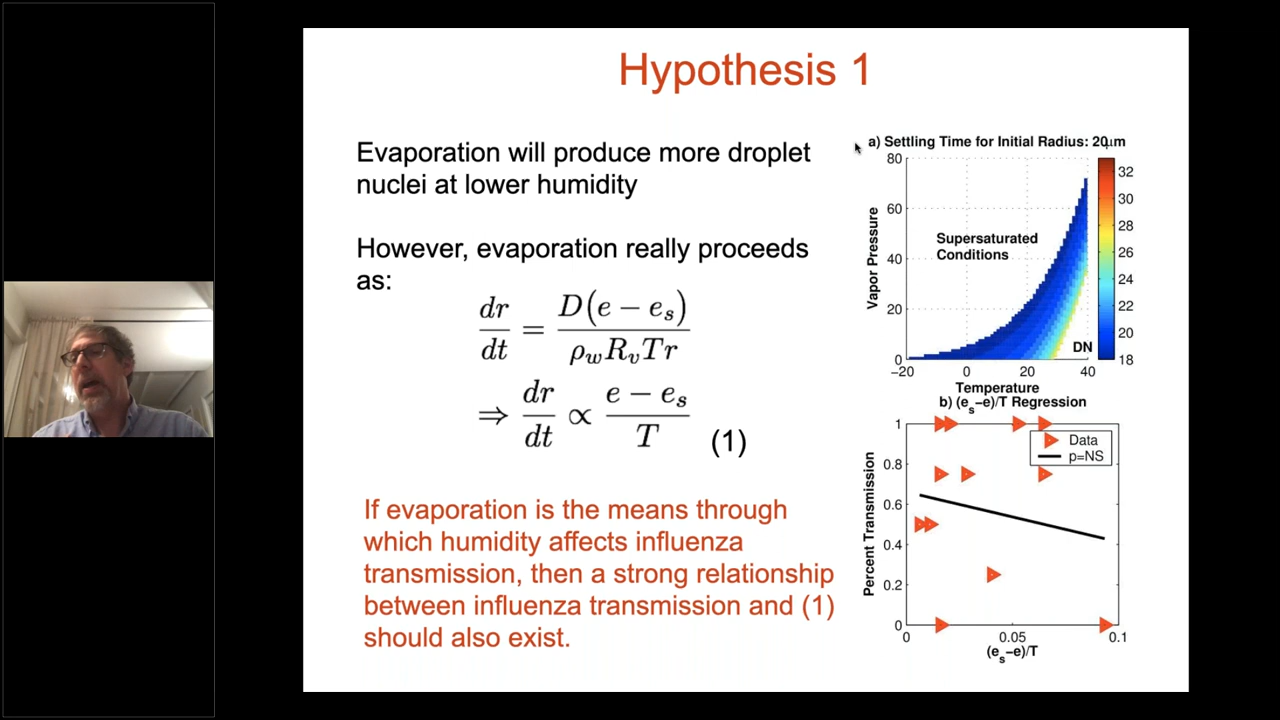 Hypothesis 1
Evaporation will produce more droplet
nuclei at lower humidity
However, evaporation really proceeds
as:
dr/dt = D(e − e_s)/ρ_w R_v T r
⇒ dr/dt ∝ e − e_s/T (1)
If evaporation is the means through
which humidity affects influenza
transmission, then a strong relationship
between influenza transmission and (1)
should also exist.
a) Settling Time for Initial Radius: 20μm
Vapor Pressure
80
60
40
20
0
Supersaturated
Conditions
DN
−20 0 20 40
Temperature
32
30
28
26
24
22
20
18
b) (e_s−e)/T Regression
Percent Transmission
1
0.8
0.6
0.4
0.2
0
Data
p=NS
0 0.05 0.1
(e_s−e)/T